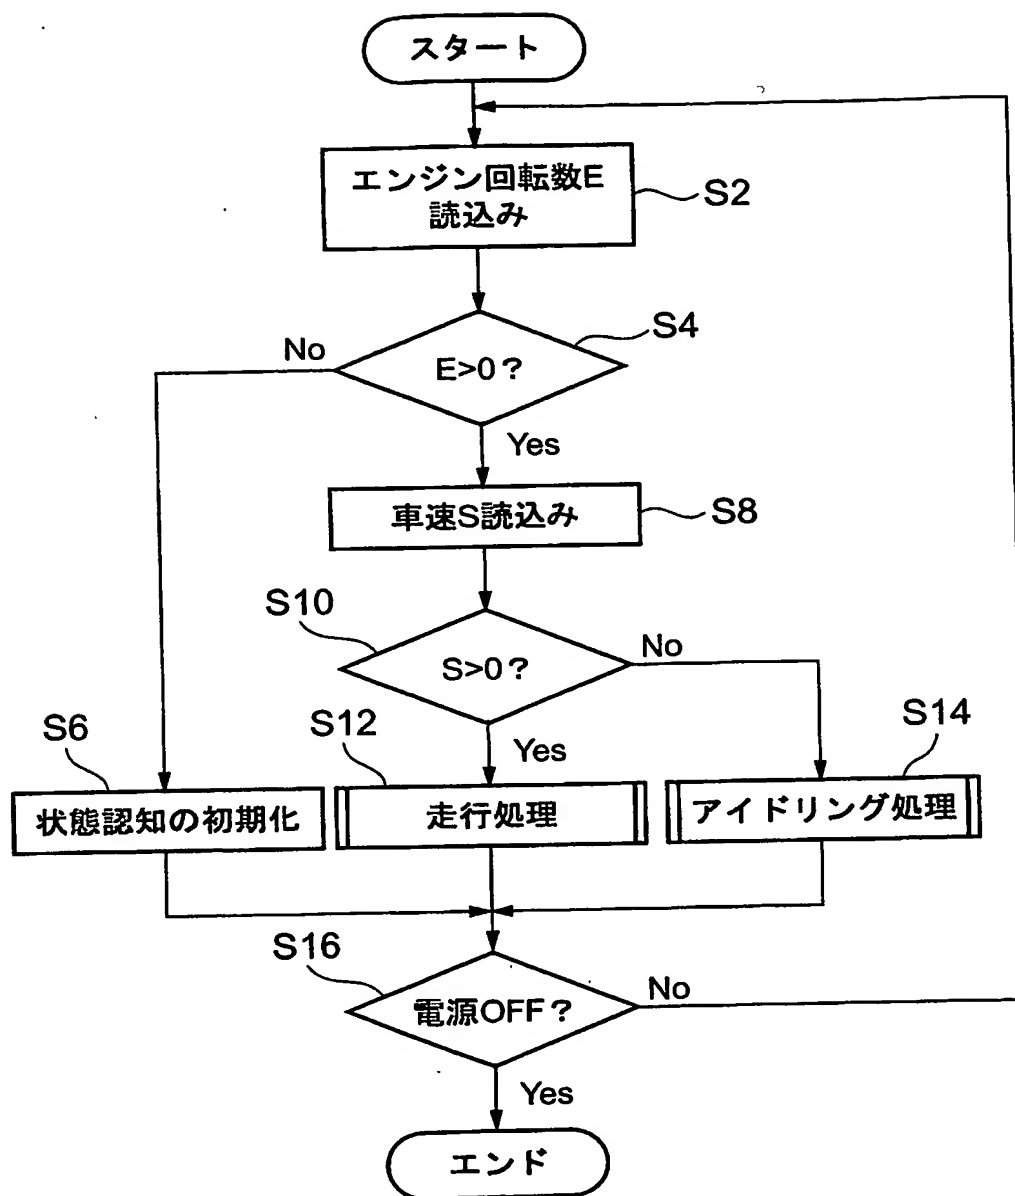 スタート
エンジン回転数E
読込み
S2
S4
No
E>0？
Yes
車速S読込み
S8
S10
S>0？
No
S6
S12
Yes
S14
状態認知の初期化
走行処理
アイドリング処理
S16
電源OFF？
No
Yes
エンド